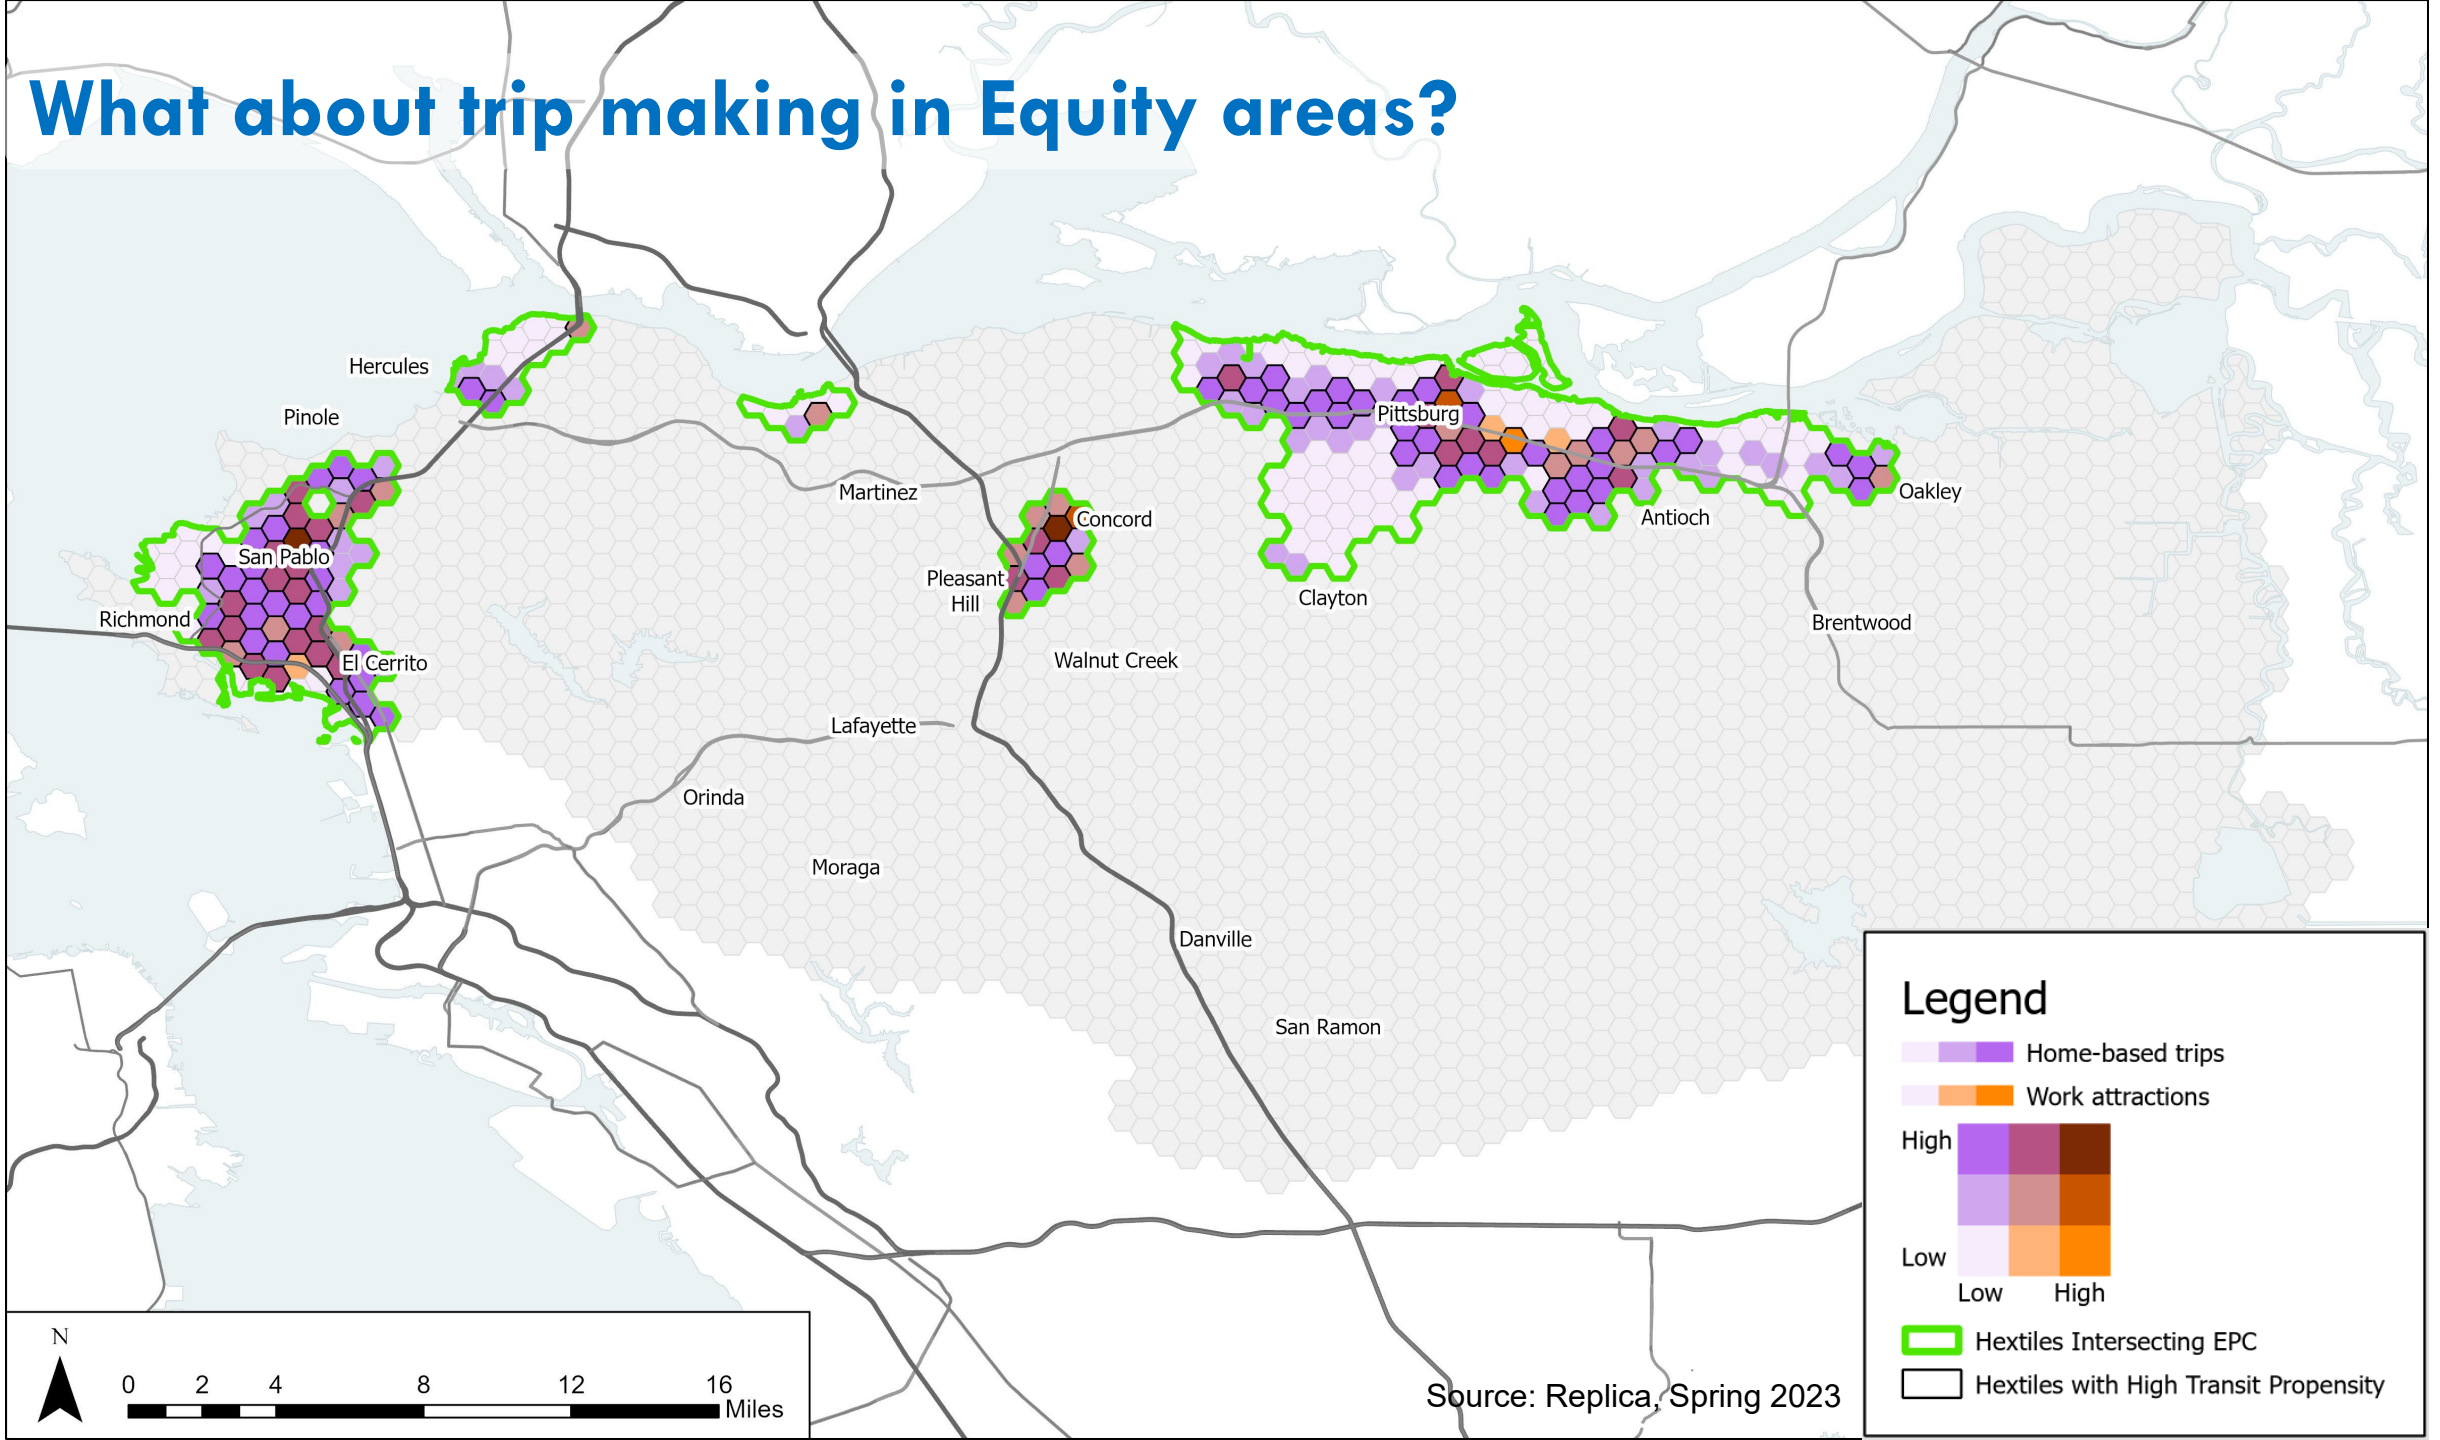 What about trip making in Equity areas?
Hercules
Pinole
Pittsburg
Martinez
Oakley
Concord
Antioch
San Pablo
Pleasant
Hill
Clayton
Richmond
Brentwood
El Cerrito
Walnut Creek
Lafayette
Orinda
Moraga
Danville
San Ramon
Legend
Home-based trips
Work attractions
High
Low
Low High
Hextiles Intersecting EPC
Hextiles with High Transit Propensity
N
0 2 4 8 12 16
Miles
Source: Replica, Spring 2023